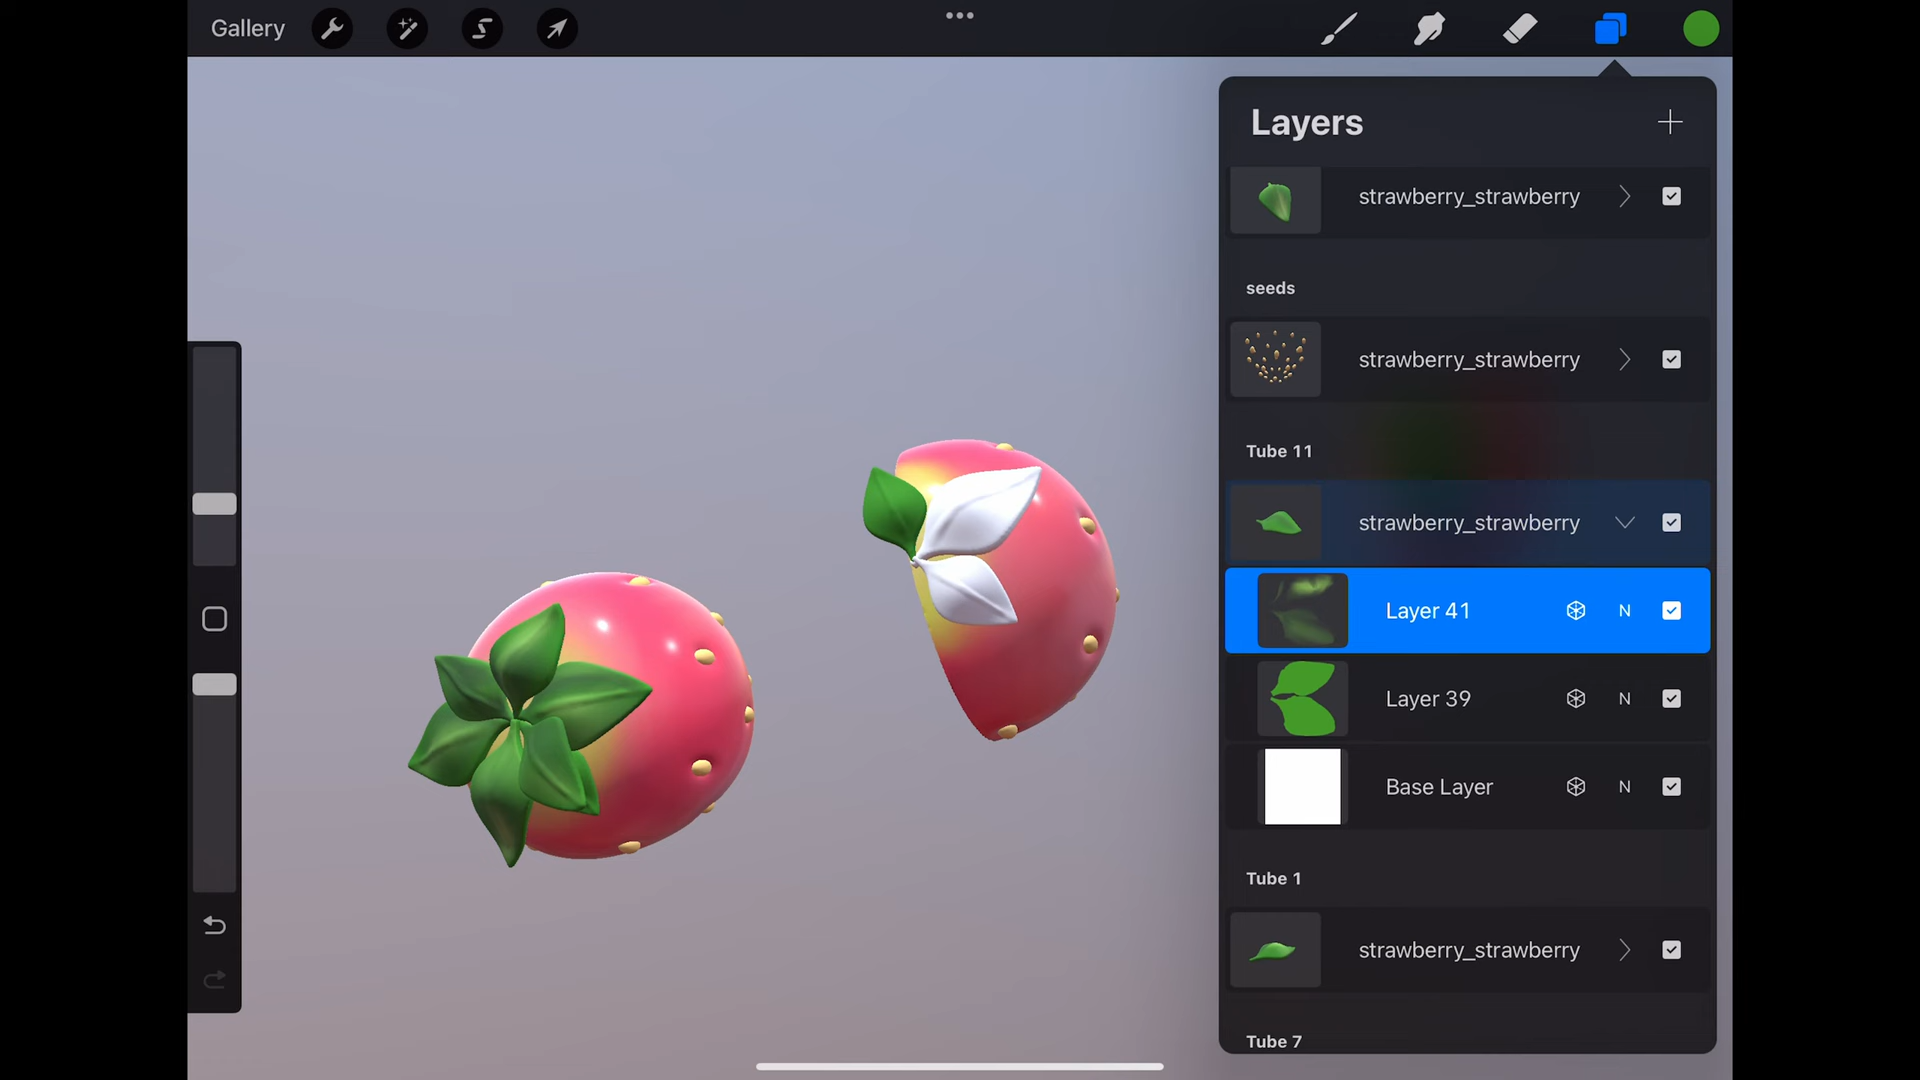 Gallery
Layers
strawberry_strawberry
seeds
strawberry_strawberry
Tube 11
strawberry_strawberry
Layer 41 N
Layer 39 N
Base Layer N
Tube 1
strawberry_strawberry
Tube 7